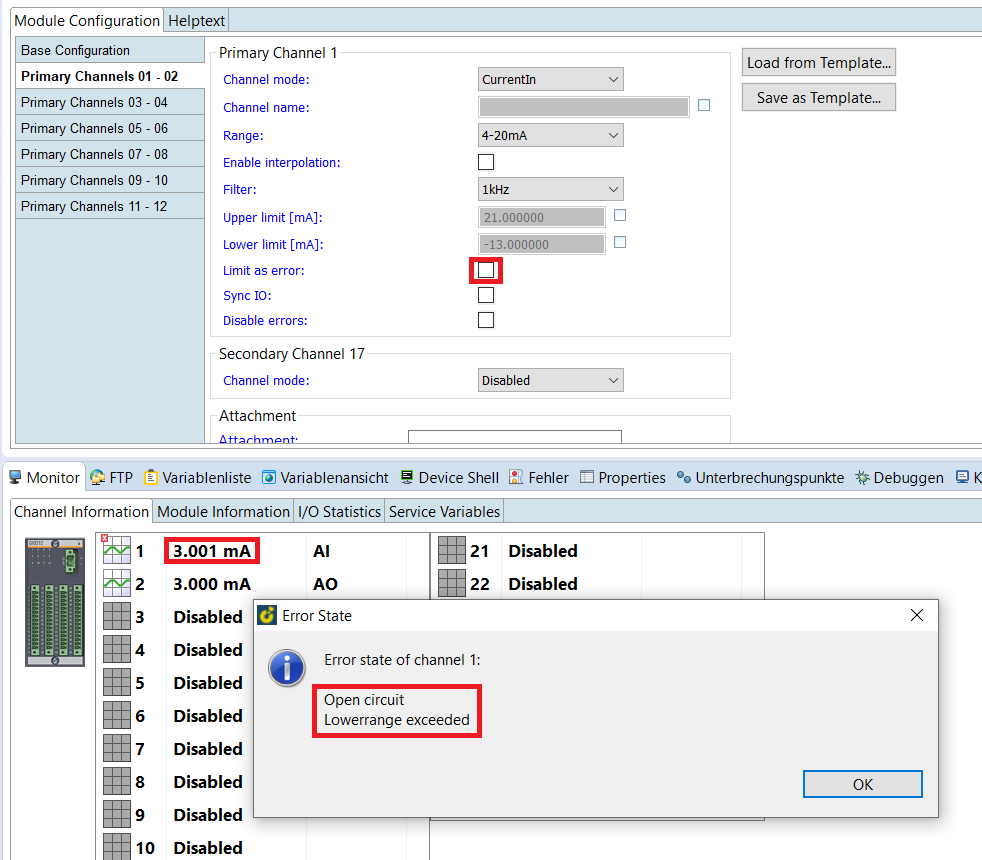 Module Configuration Helptext
Base Configuration
Primary Channels 01 - 02
Primary Channels 03 - 04
Primary Channels 05 - 06
Primary Channels 07 - 08
Primary Channels 09 - 10
Primary Channels 11 - 12
Primary Channel 1
Channel mode: CurrentIn
Channel name:
Range: 4-20mA
Enable interpolation:
Filter: 1kHz
Upper limit [mA]: 21.000000
Lower limit [mA]: -13.000000
Limit as error:
Sync IO:
Disable errors:
Secondary Channel 17
Channel mode: Disabled
Attachment
Attachment:
Load from Template...
Save as Template...
Monitor FTP Variablenliste Variablenansicht Device Shell Fehler Properties Unterbrechungspunkte Debuggen K
Channel Information Module Information I/O Statistics Service Variables
1 3.001 mA AI
2 3.000 mA AO
3 Disabled
4 Disabled
5 Disabled
6 Disabled
7 Disabled
8 Disabled
9 Disabled
10 Disabled
21 Disabled
22 Disabled
Error State
Error state of channel 1:
Open circuit
Lowerrange exceeded
OK